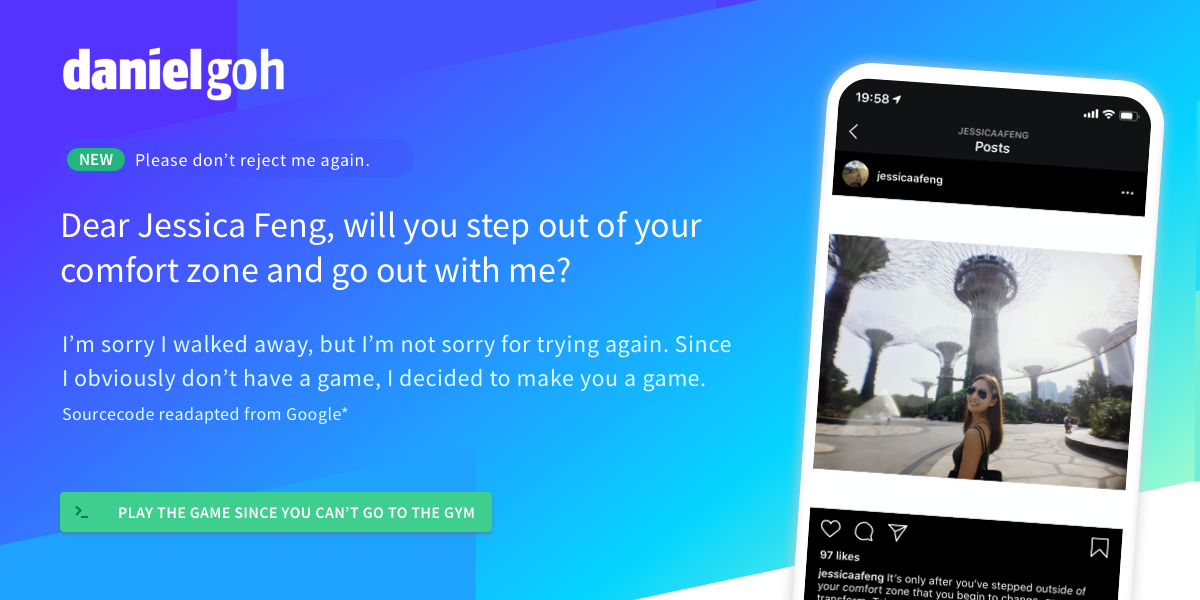 danielgoh
NEW Please don’t reject me again.
Dear Jessica Feng, will you step out of your
comfort zone and go out with me?
I’m sorry I walked away, but I’m not sorry for trying again. Since
I obviously don’t have a game, I decided to make you a game.
Sourcecode readapted from Google*
>_ PLAY THE GAME SINCE YOU CAN’T GO TO THE GYM
19:58
JESSICAAFENG
Posts
jessicaafeng
97 likes
jessicaafeng It’s only after you’ve stepped outside of
your comfort zone that you begin to change,
transform.